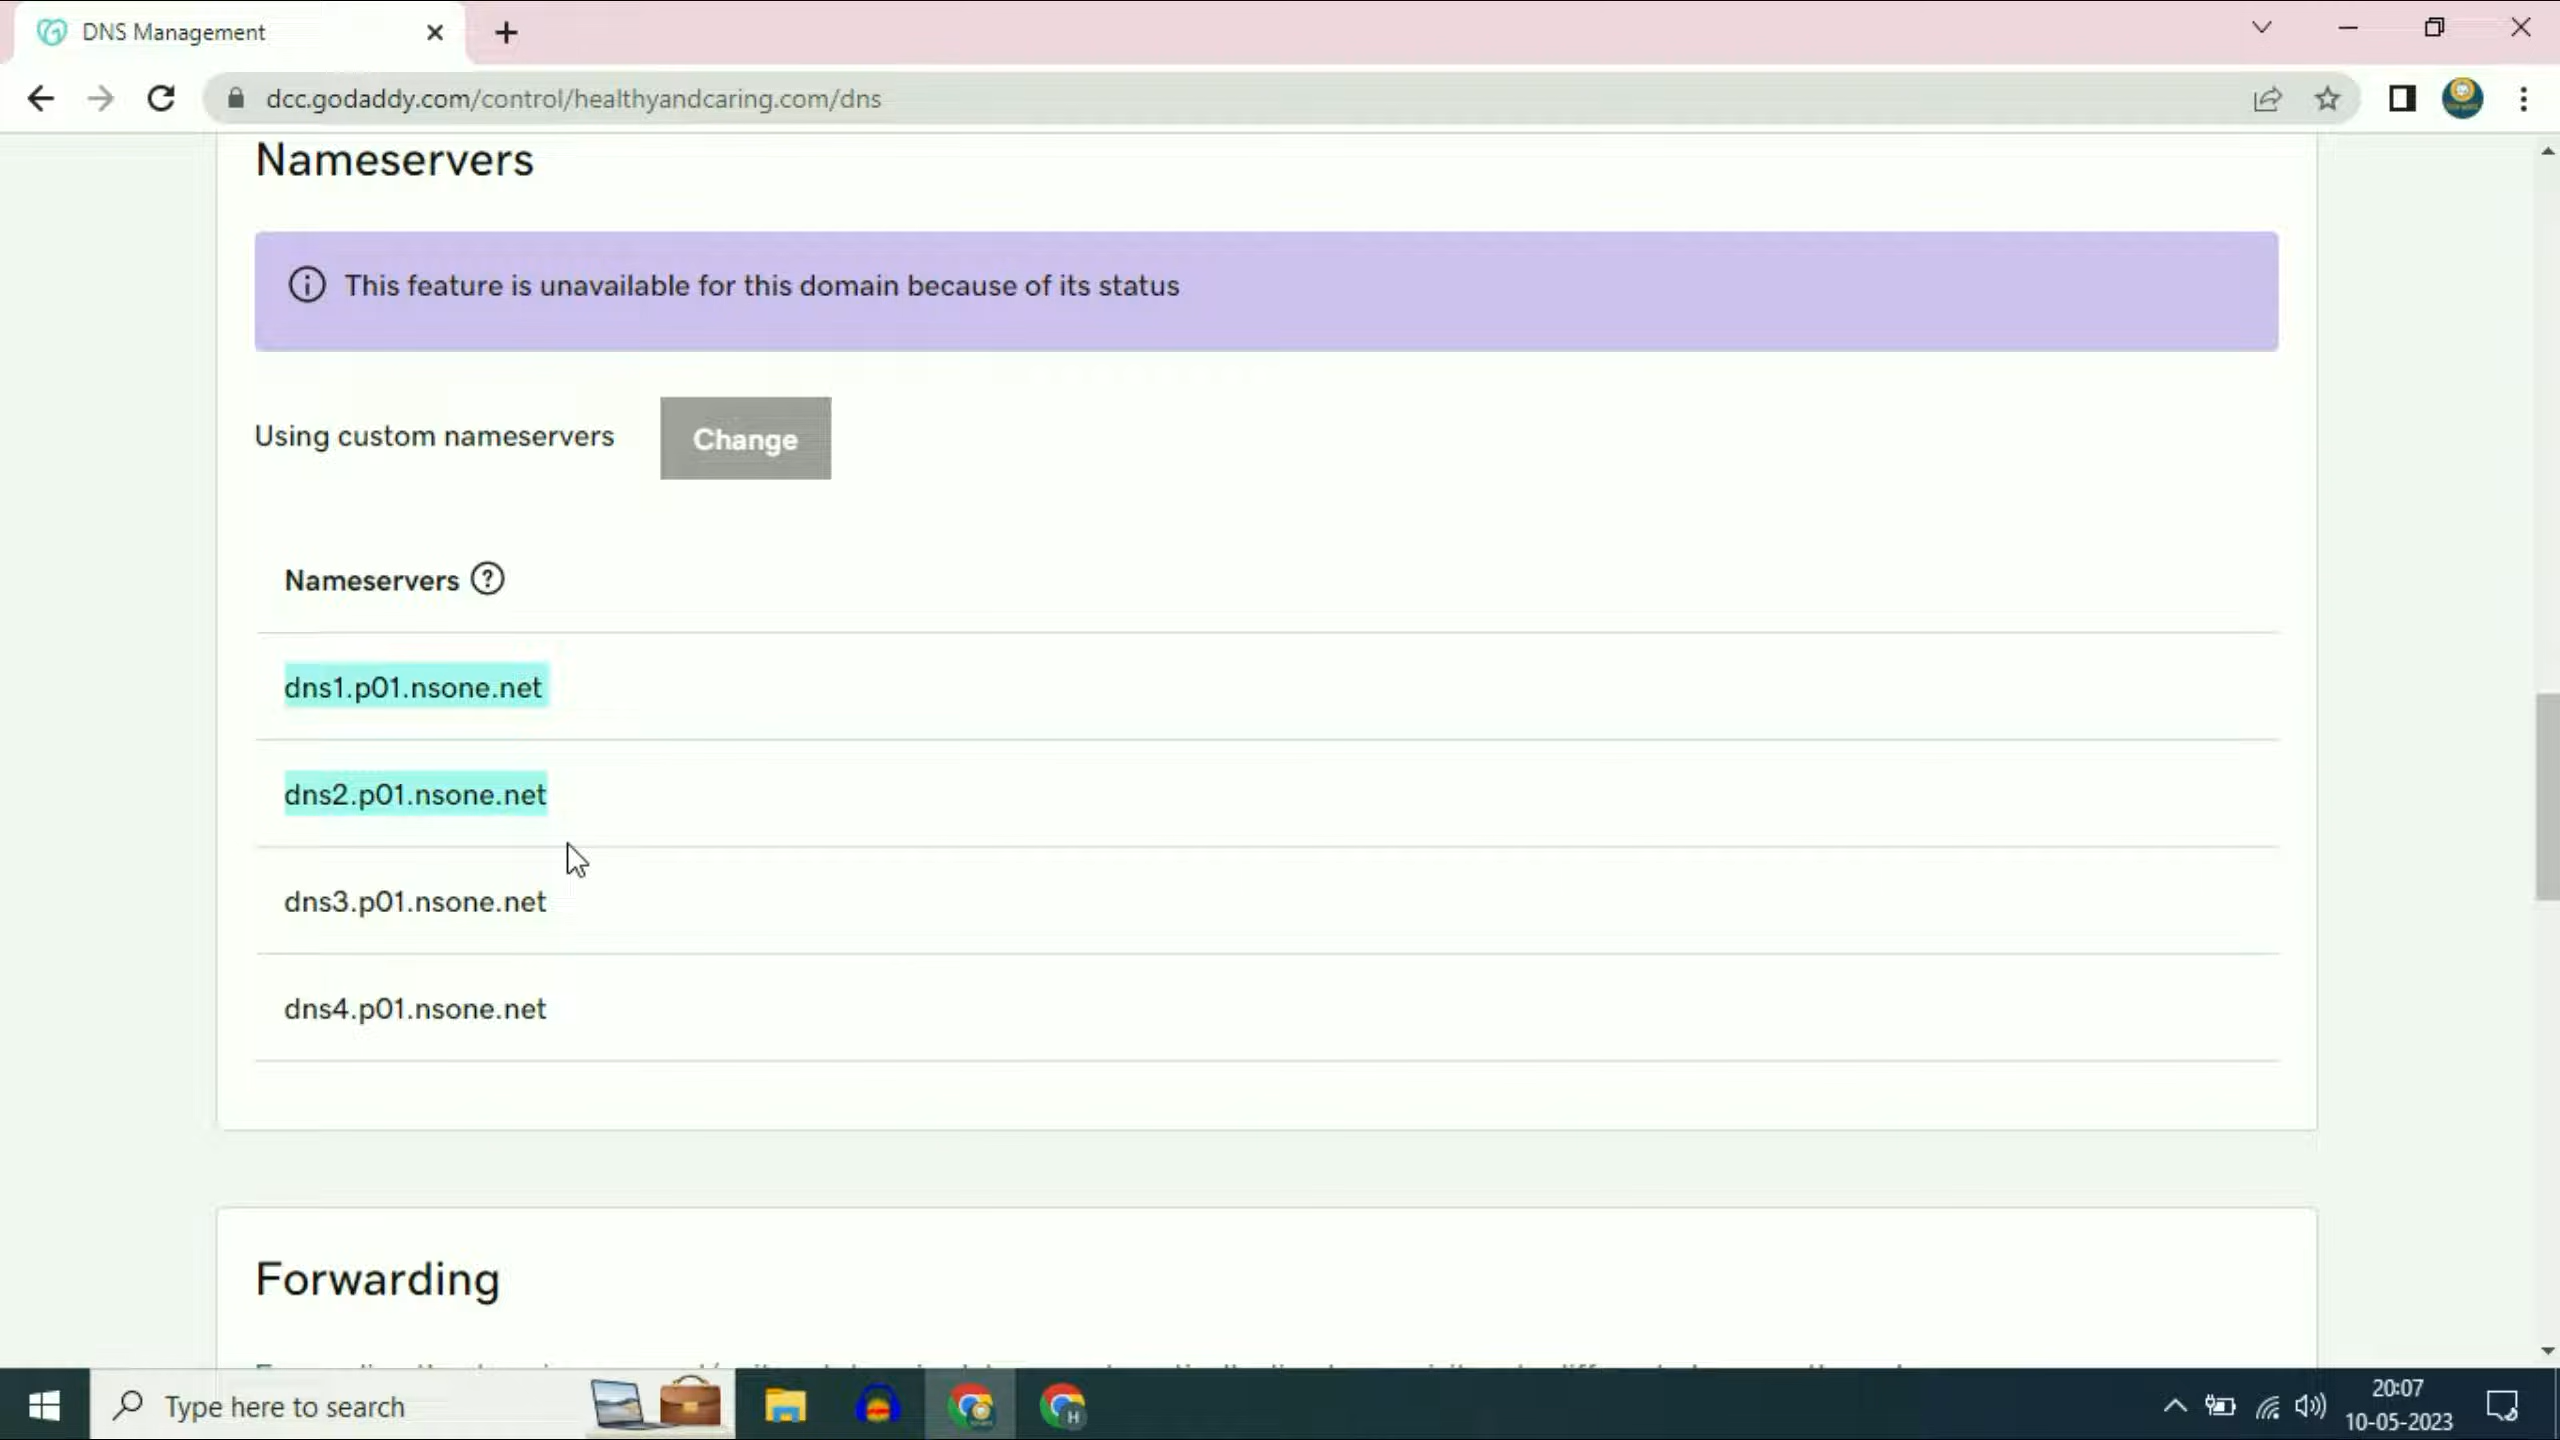 DNS Management
dcc.godaddy.com/control/healthyandcaring.com/dns
Nameservers
This feature is unavailable for this domain because of its status
Using custom nameservers
Change
Nameservers
dns1.p01.nsone.net
dns2.p01.nsone.net
dns3.p01.nsone.net
dns4.p01.nsone.net
Forwarding
Type here to search
H
20:07
10-05-2023